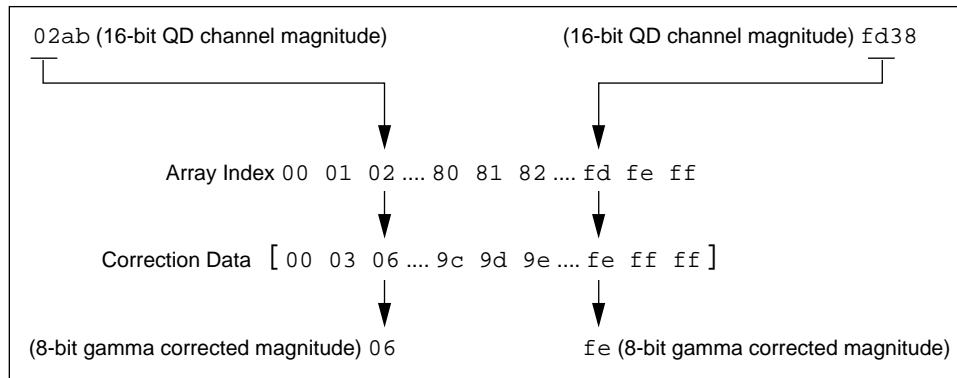 02ab (16-bit QD channel magnitude) (16-bit QD channel magnitude) fd38
Array Index 00 01 02 .... 80 81 82 .... fd fe ff
Correction Data [ 00 03 06 .... 9c 9d 9e .... fe ff ff ]
(8-bit gamma corrected magnitude) 06 fe (8-bit gamma corrected magnitude)